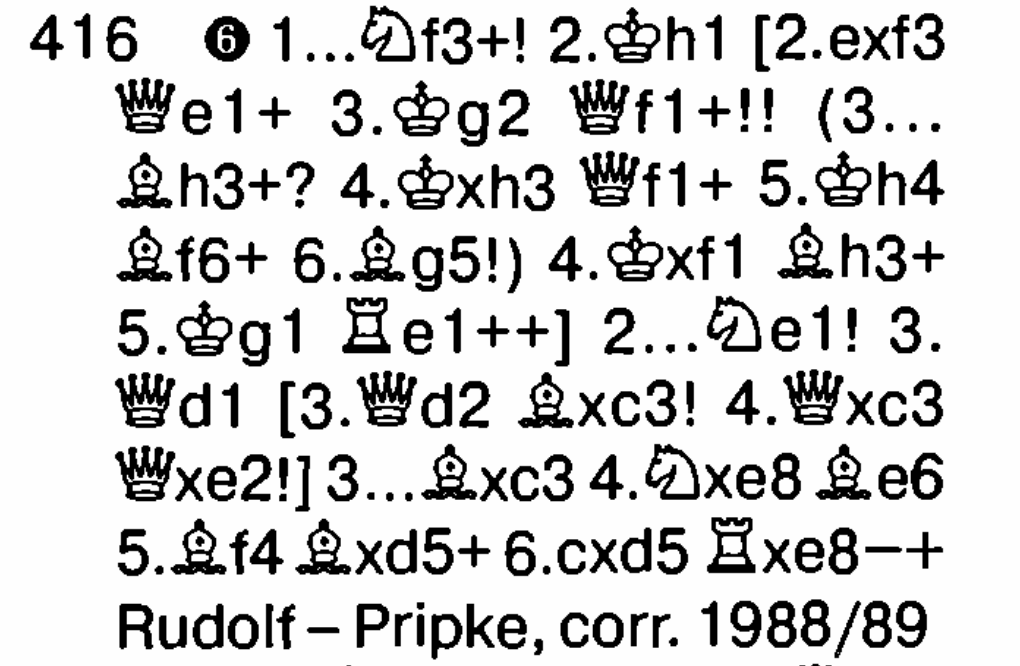 416 ❻ 1...♘f3+! 2.♔h1 [2.exf3
♕e1+ 3.♔g2 ♕f1+!! (3...
♗h3+? 4.♔xh3 ♕f1+ 5.♔h4
♗f6+ 6.♗g5!) 4.♔xf1 ♗h3+
5.♔g1 ♖e1++] 2...♘e1! 3.
♕d1 [3.♕d2 ♗xc3! 4.♕xc3
♕xe2!] 3...♗xc3 4.♘xe8 ♗e6
5.♗f4 ♗xd5+ 6.cxd5 ♖xe8–+
Rudolf – Pripke, corr. 1988/89